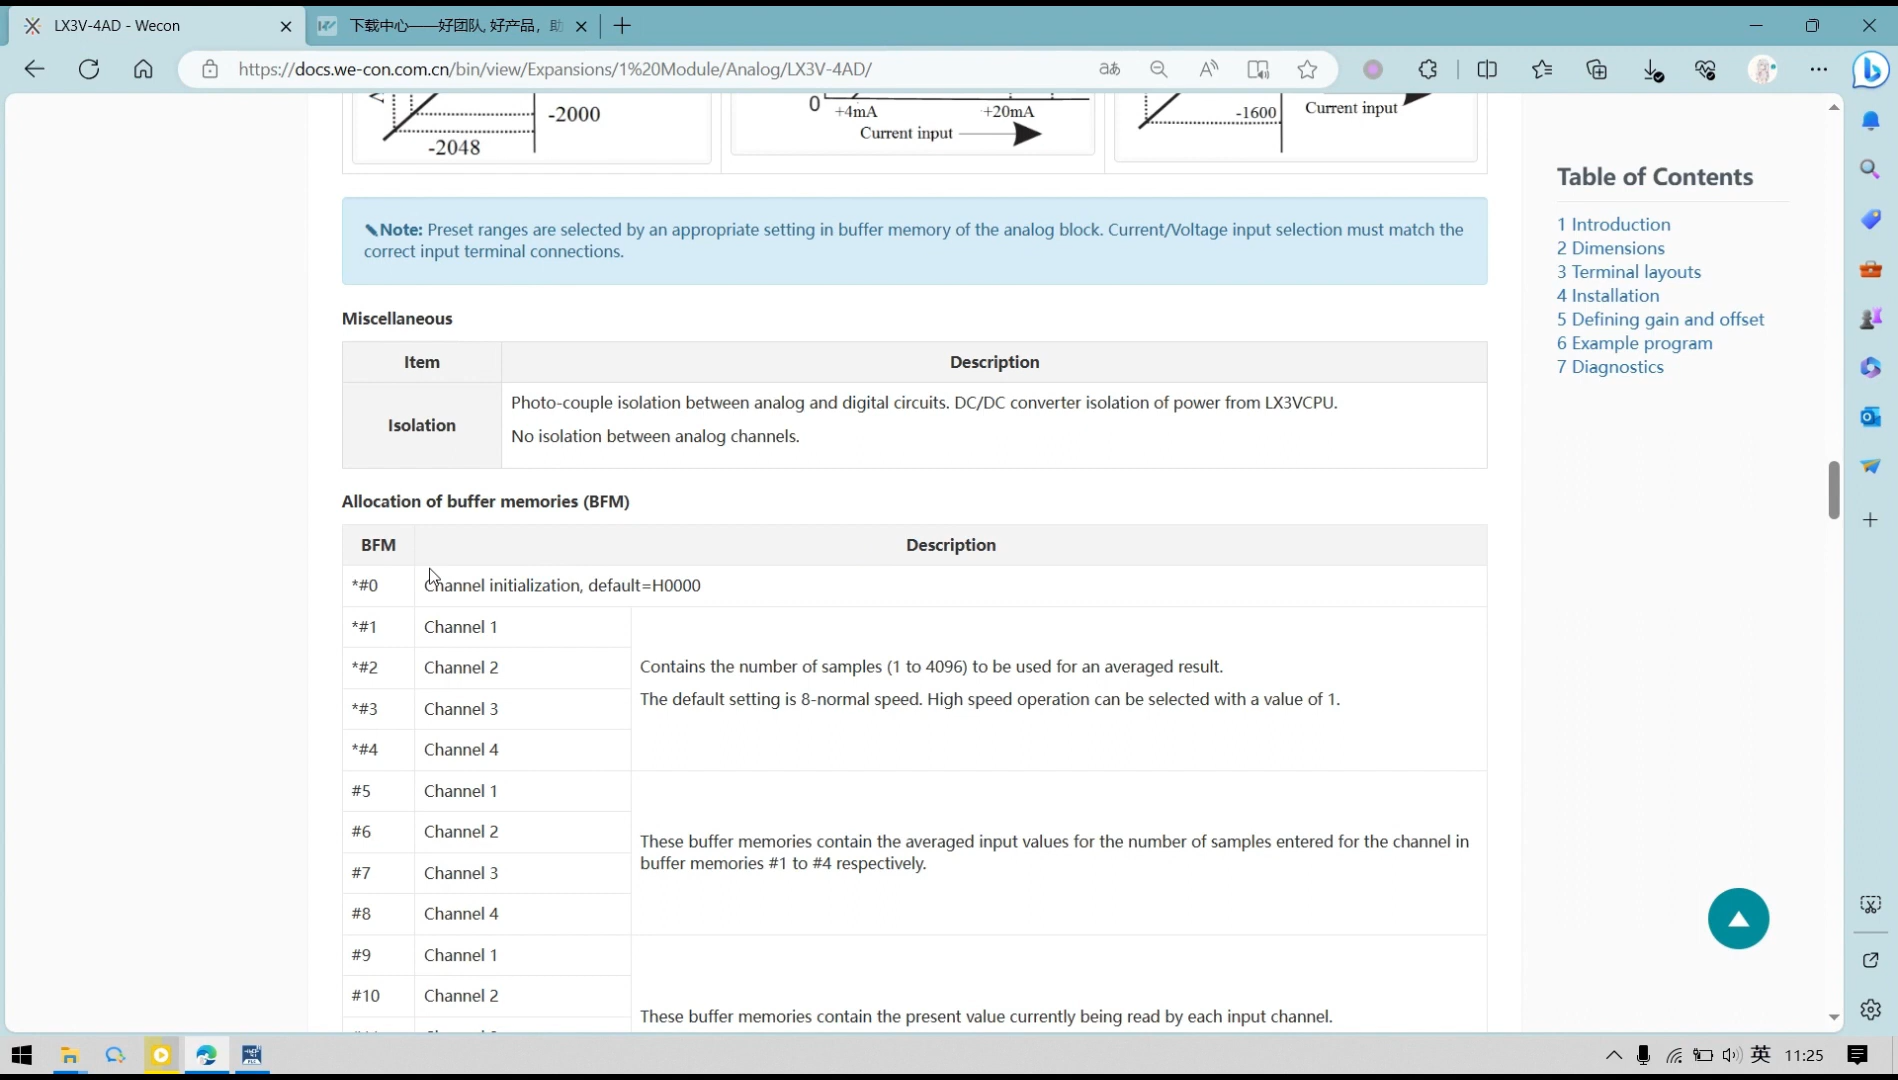 LX3V-4AD - Wecon
下载中心——好团队, 好产品，助
https://docs.we-con.com.cn/bin/view/Expansions/1%20Module/Analog/LX3V-4AD/
-2000
-2048
0
+4mA
+20mA
Current input
-1600
Current input
Note: Preset ranges are selected by an appropriate setting in buffer memory of the analog block. Current/Voltage input selection must match the
correct input terminal connections.
Miscellaneous
Item
Description
Isolation
Photo-couple isolation between analog and digital circuits. DC/DC converter isolation of power from LX3VCPU.
No isolation between analog channels.
Allocation of buffer memories (BFM)
BFM
Description
*#0
Channel initialization, default=H0000
*#1
Channel 1
*#2
Channel 2
*#3
Channel 3
*#4
Channel 4
Contains the number of samples (1 to 4096) to be used for an averaged result.
The default setting is 8-normal speed. High speed operation can be selected with a value of 1.
#5
Channel 1
#6
Channel 2
#7
Channel 3
#8
Channel 4
These buffer memories contain the averaged input values for the number of samples entered for the channel in
buffer memories #1 to #4 respectively.
#9
Channel 1
#10
Channel 2
These buffer memories contain the present value currently being read by each input channel.
Table of Contents
1 Introduction
2 Dimensions
3 Terminal layouts
4 Installation
5 Defining gain and offset
6 Example program
7 Diagnostics
英
11:25